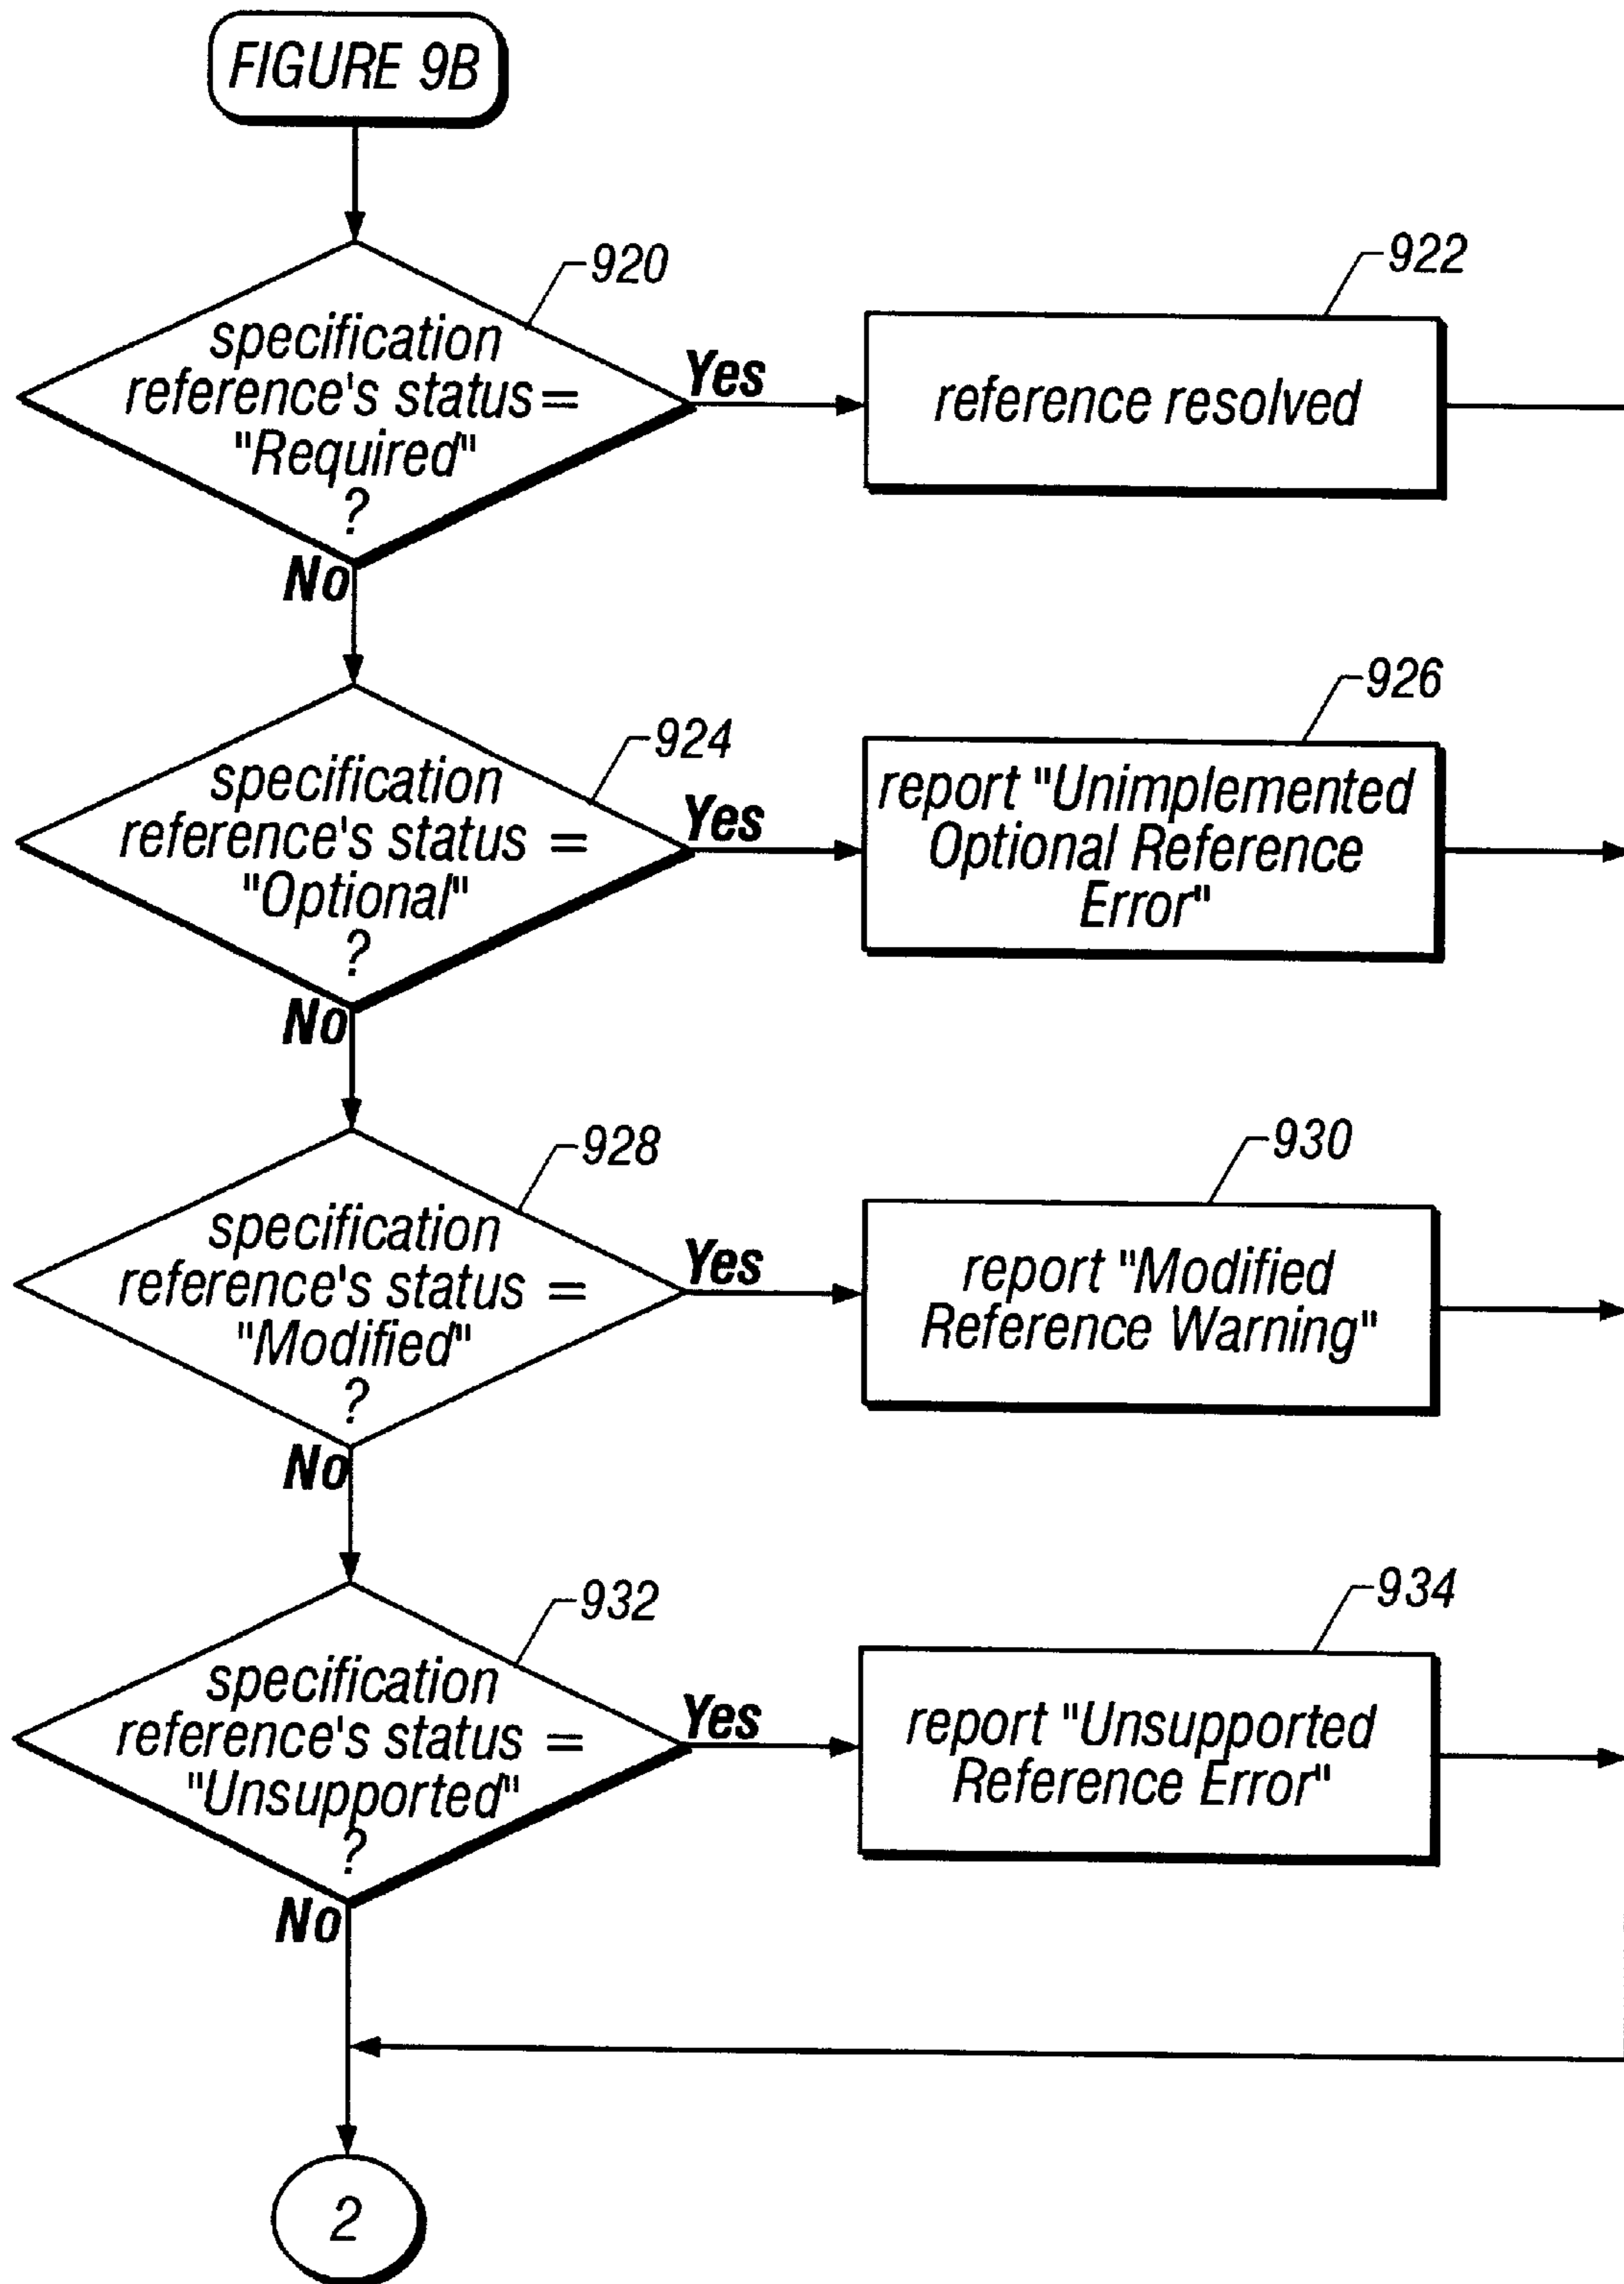 FIGURE 9B
920
specification
reference's status =
"Required"
?
Yes
No
922
reference resolved
924
specification
reference's status =
"Optional"
?
Yes
No
926
report "Unimplemented
Optional Reference
Error"
928
specification
reference's status =
"Modified"
?
Yes
No
930
report "Modified
Reference Warning"
932
specification
reference's status =
"Unsupported"
?
Yes
No
934
report "Unsupported
Reference Error"
2